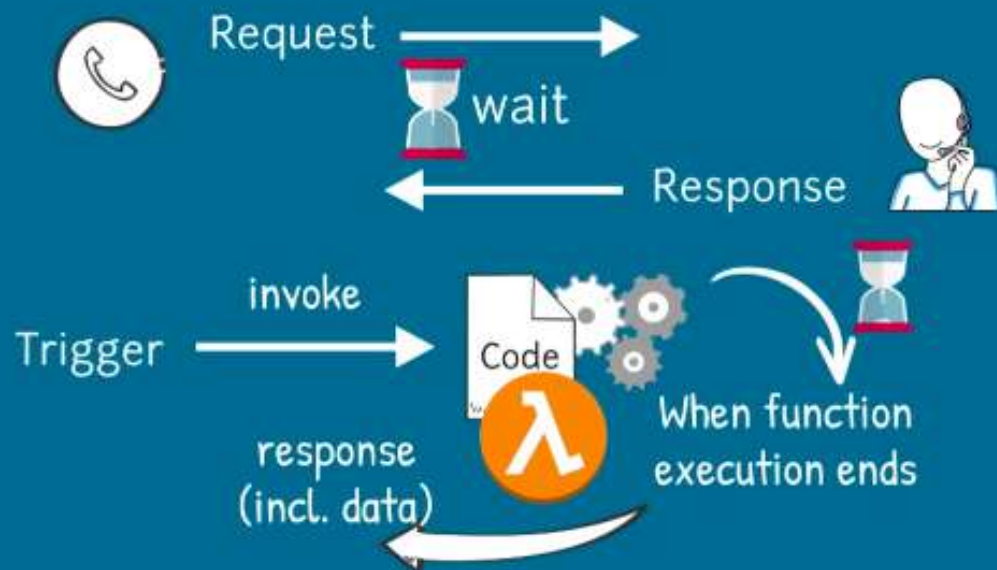 Request
wait
Response
invoke
Trigger
Code
λ
When function
execution ends
response
(incl. data)